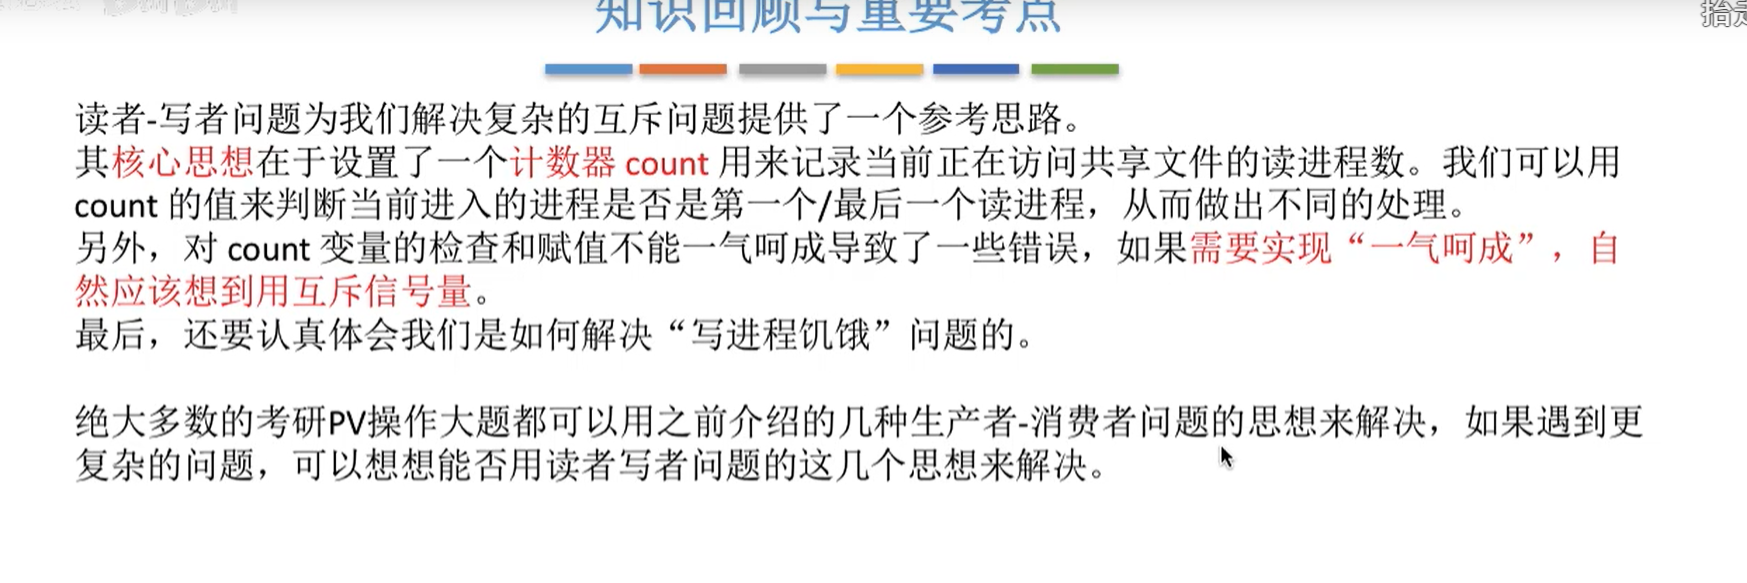 知识回顾与重要考点
读者-写者问题为我们解决复杂的互斥问题提供了一个参考思路。
其核心思想在于设置了一个计数器 count 用来记录当前正在访问共享文件的读进程数。我们可以用
count 的值来判断当前进入的进程是否是第一个/最后一个读进程，从而做出不同的处理。
另外，对 count 变量的检查和赋值不能一气呵成导致了一些错误，如果需要实现“一气呵成”，自
然应该想到用互斥信号量。
最后，还要认真体会我们是如何解决“写进程饥饿”问题的。
绝大多数的考研PV操作大题都可以用之前介绍的几种生产者-消费者问题的思想来解决，如果遇到更
复杂的问题，可以想想能否用读者写者问题的这几个思想来解决。